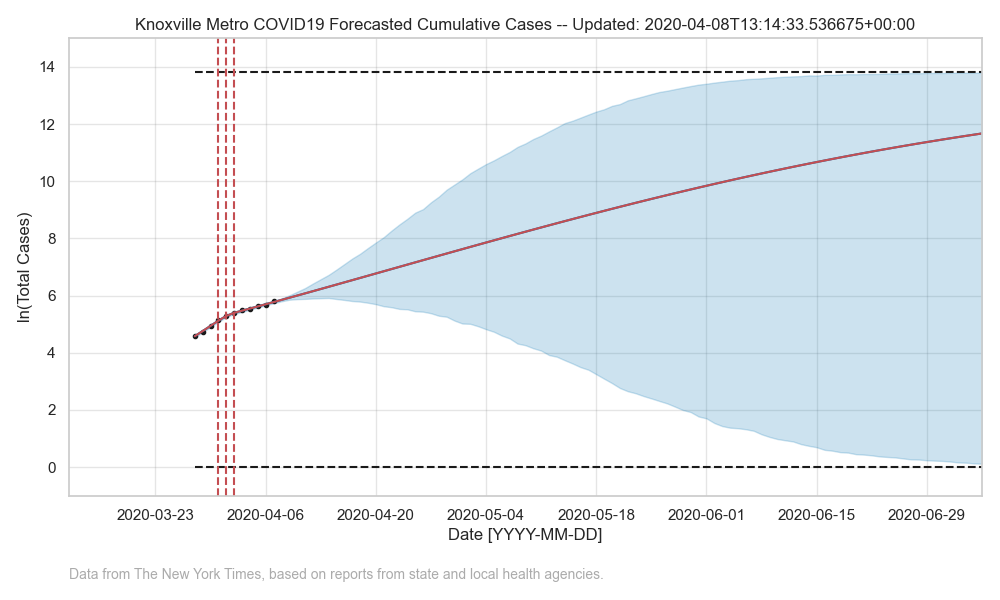 Knoxville Metro COVID19 Forecasted Cumulative Cases -- Updated: 2020-04-08T13:14:33.536675+00:00
ln(Total Cases)
14
12
10
8
6
4
2
0
2020-03-23 2020-04-06 2020-04-20 2020-05-04 2020-05-18 2020-06-01 2020-06-15 2020-06-29
Date [YYYY-MM-DD]
Data from The New York Times, based on reports from state and local health agencies.